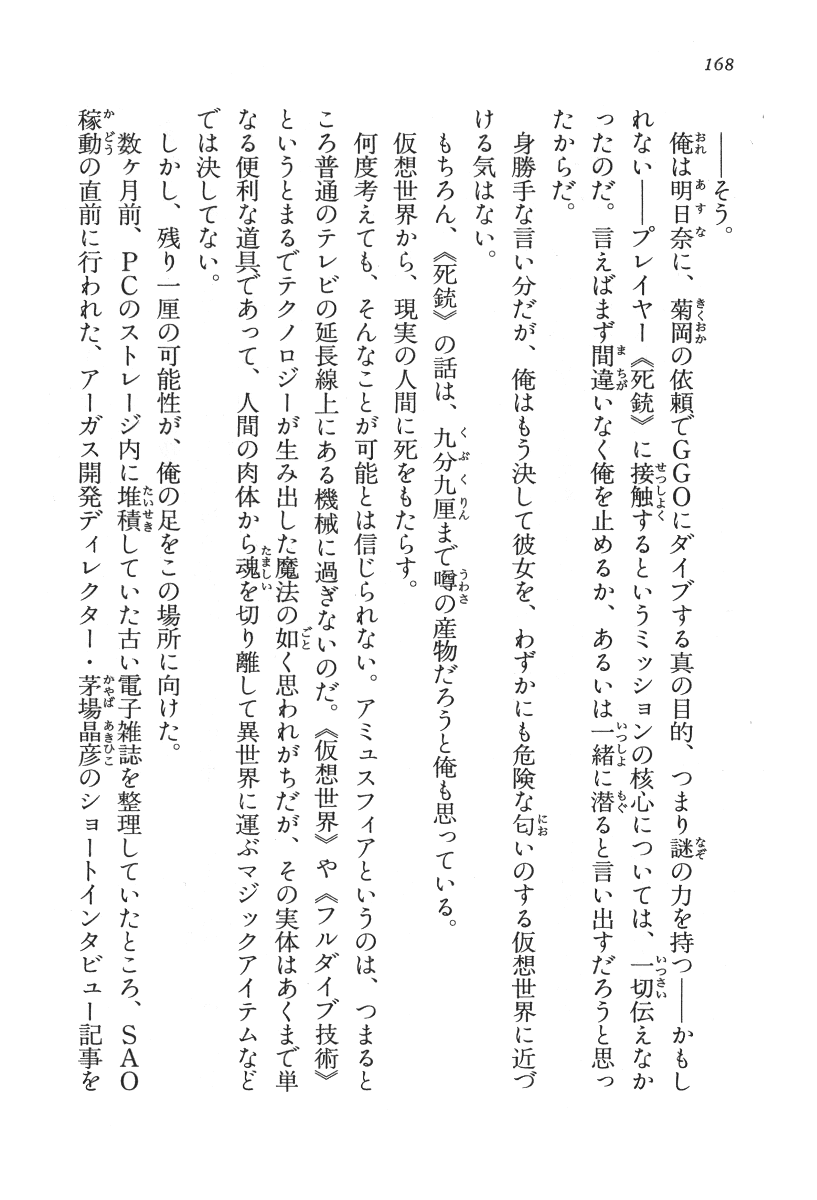 168
――そう。
俺は明日奈に、菊岡の依頼でGGOにダイブする真の目的、つまり謎の力を持つ――かもし
れない――プレイヤー《死銃》に接触するというミッションの核心については、一切伝えなか
ったのだ。言えばまず間違いなく俺を止めるか、あるいは一緒に潜ると言い出すだろうと思っ
たからだ。
身勝手な言い分だが、俺はもう決して彼女を、わずかにも危険な匂いのする仮想世界に近づ
ける気はない。
もちろん、《死銃》の話は、九分九厘まで噂の産物だろうと俺も思っている。
仮想世界から、現実の人間に死をもたらす。
何度考えても、そんなことが可能とは信じられない。アミュスフィアというのは、つまると
ころ普通のテレビの延長線上にある機械に過ぎないのだ。《仮想世界》や《フルダイブ技術》
というとまるでテクノロジーが生み出した魔法の如く思われがちだが、その実体はあくまで単
なる便利な道具であって、人間の肉体から魂を切り離して異世界に運ぶマジックアイテムなど
では決してない。
しかし、残り一厘の可能性が、俺の足をこの場所に向けた。
数ヶ月前、PCのストレージ内に堆積していた古い電子雑誌を整理していたところ、SAO
稼動の直前に行われた、アーガス開発ディレクター・茅場晶彦のショートインタビュー記事を